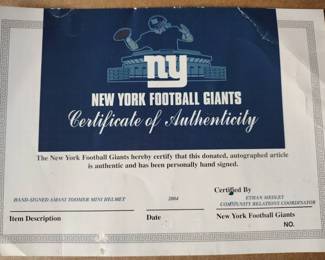 ny
NEW YORK FOOTBALL GIANTS
Certificate of Authenticity
The New York Football Giants hereby certify that this donated, autographed article
is authentic and has been personally hand signed.
Certified By
HAND-SIGNED AMANI TOOMER MINI HELMET 2004 ETHAN MEDLEY
COMMUNITY RELATIONS COORDINATOR
Item Description Date New York Football Giants
NO.